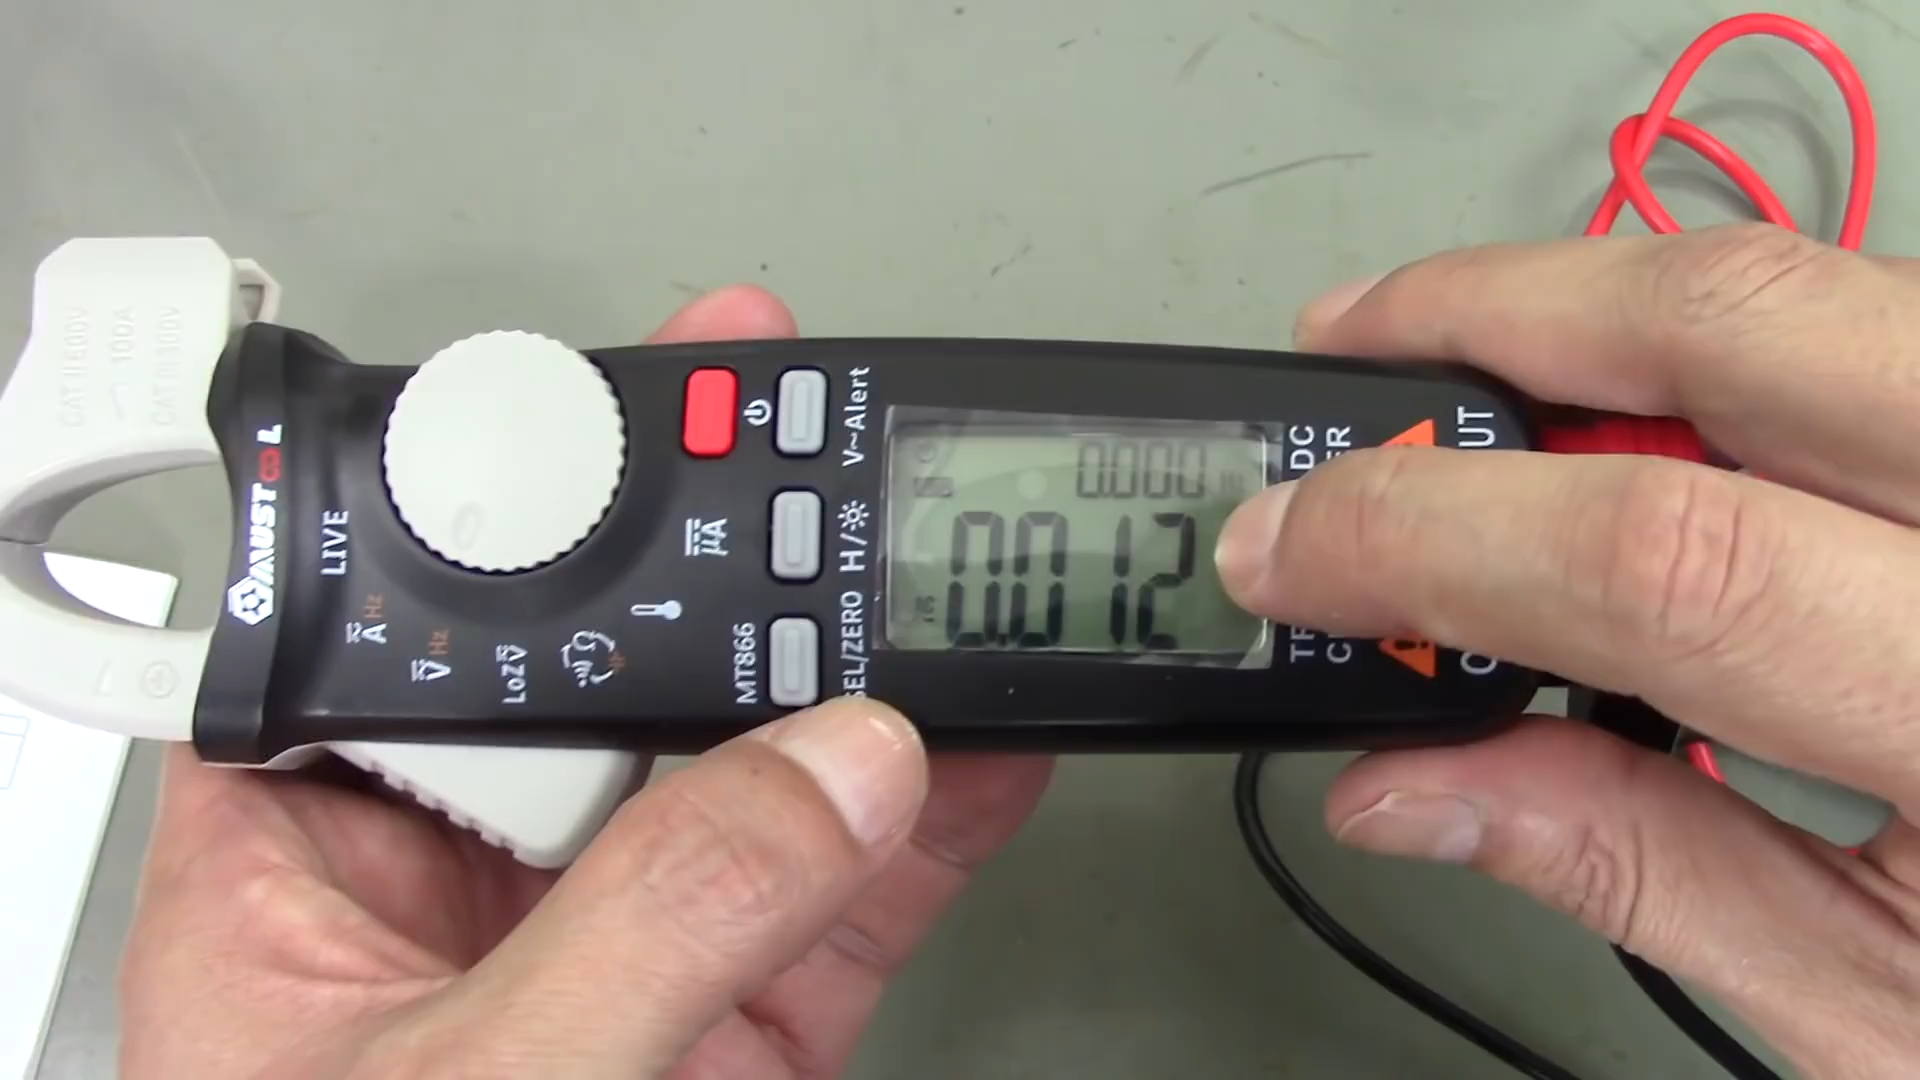 CAT II 600V
100A
CAT III 300V
MUSTOOL
LIVE
A Hz
V Hz
LoZ V
Ω
µA
MT866
V~Alert
H/
SEL/ZERO
0.000
0.012
DC